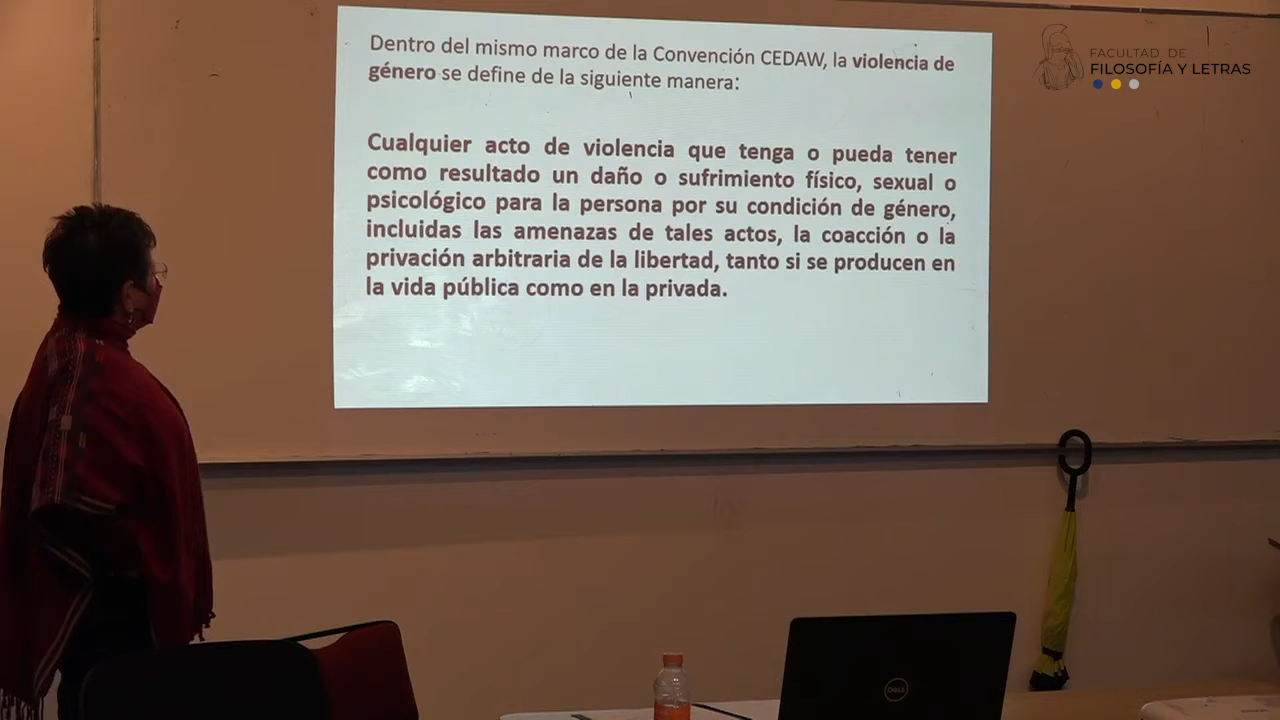 Dentro del mismo marco de la Convención CEDAW, la violencia de
género se define de la siguiente manera:
Cualquier acto de violencia que tenga o pueda tener
como resultado un daño o sufrimiento físico, sexual o
psicológico para la persona por su condición de género,
incluidas las amenazas de tales actos, la coacción o la
privación arbitraria de la libertad, tanto si se producen en
la vida pública como en la privada.
FACULTAD DE
FILOSOFÍA Y LETRAS
DELL